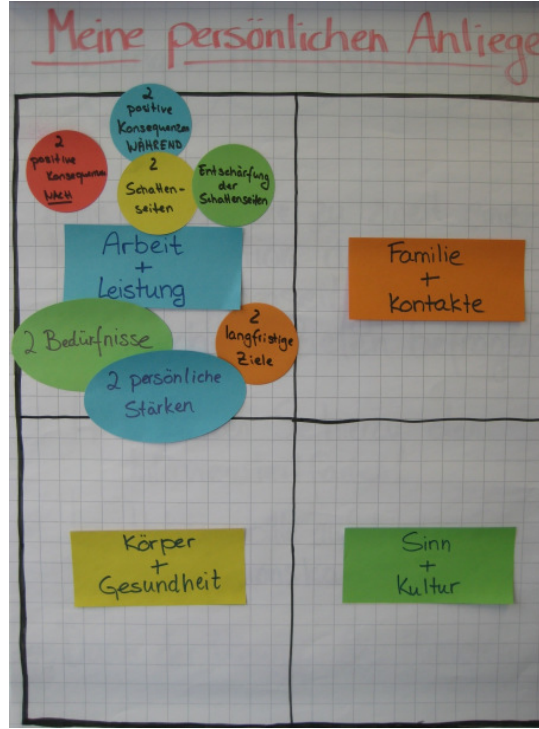 Meine persönlichen Anliege
2
positive
Konsequenzen
WÄHREND
2
positive
Konsequenzen
NACH
2
Schatten-
seiten
Entschärfung
der
Schattenseiten
Arbeit
+
Leistung
2 Bedürfnisse
2
langfristige
Ziele
2 persönliche
Stärken
Familie
+
Kontakte
Körper
+
Gesundheit
Sinn
+
Kultur